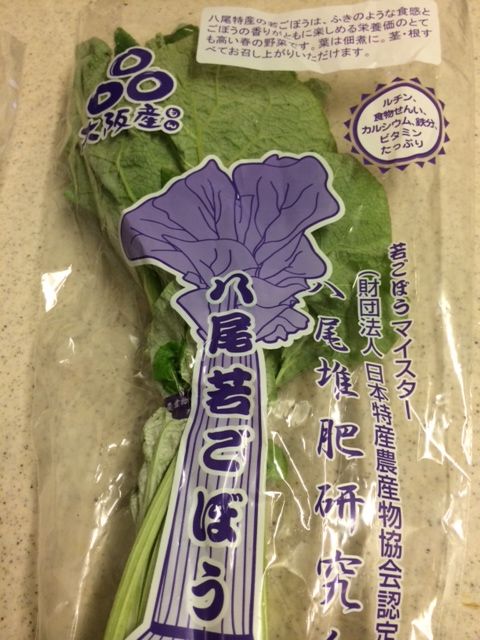 八尾特産の若ごぼうは、ふきのような食感と
ごぼうの香りがともに楽しめる栄養価のとて
も高い春の野菜です。葉は佃煮に。茎・根す
べてお召し上がりいただけます。
大阪産もん
ルチン、
食物せんい、
カルシウム、鉄分、
ビタミン
たっぷり
八尾若ごぼう
若ごぼうマイスター
(財団法人 日本特産農産物協会認定
八尾堆肥研究